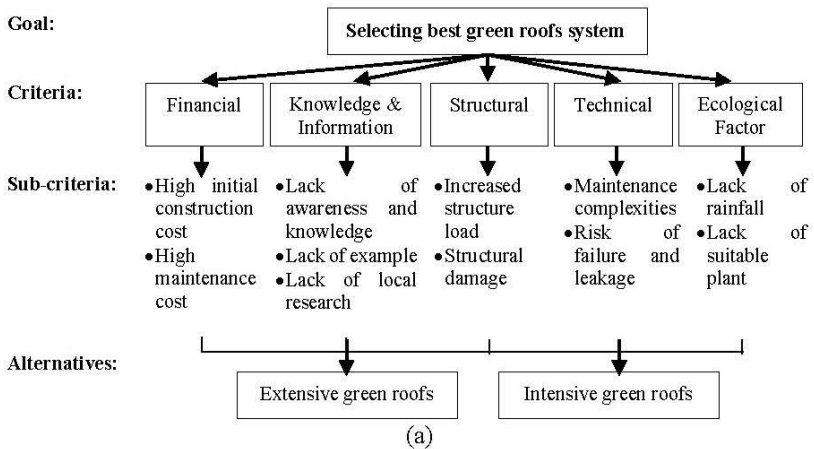 Goal:
Selecting best green roofs system
Criteria:
Financial
Knowledge &
Information
Structural
Technical
Ecological
Factor
Sub-criteria:
●High initial
construction
cost
●High
maintenance
cost
●Lack of
awareness and
knowledge
●Lack of example
●Lack of local
research
●Increased
structure
load
●Structural
damage
●Maintenance
complexities
●Risk of
failure and
leakage
●Lack of
rainfall
●Lack of
suitable
plant
Alternatives:
Extensive green roofs
Intensive green roofs
(a)